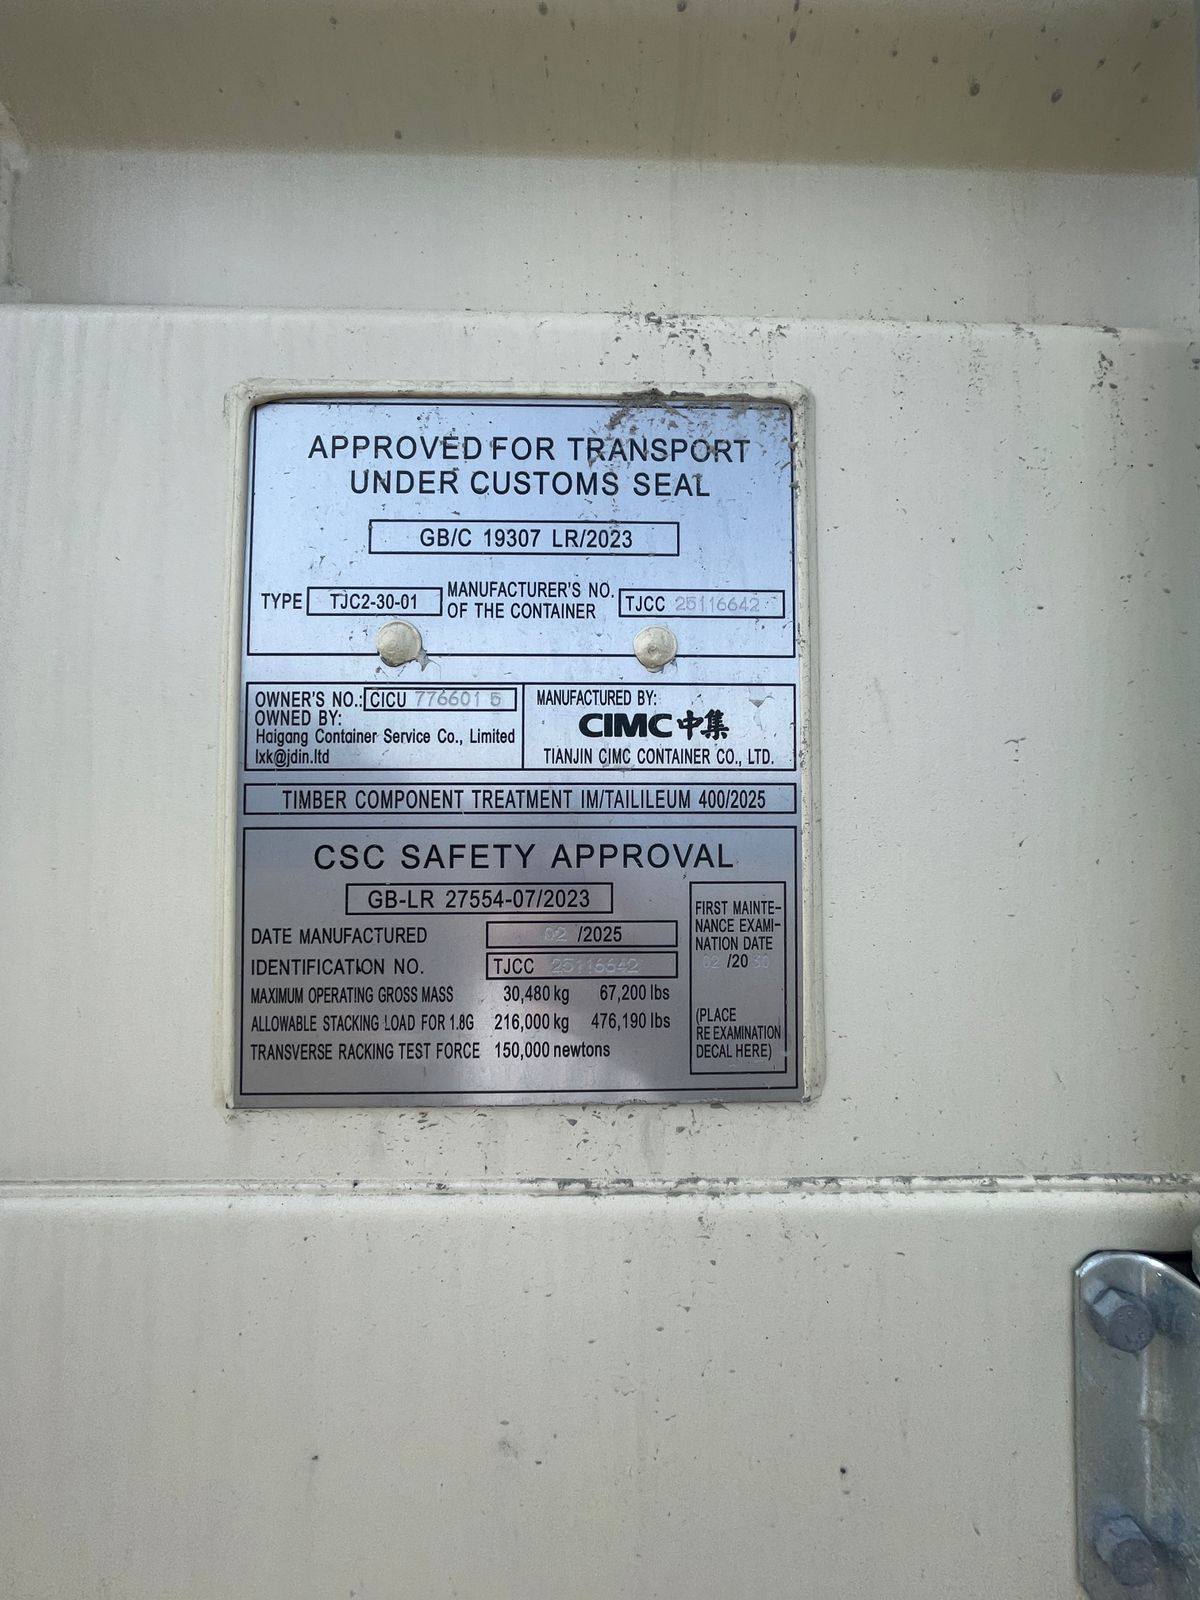 APPROVED FOR TRANSPORT
UNDER CUSTOMS SEAL
GB/C 19307 LR/2023
TYPE TJC2-30-01 MANUFACTURER'S NO. OF THE CONTAINER TJCC 25116642
OWNER'S NO.: CICU 776601 5
OWNED BY:
Haigang Container Service Co., Limited
lxk@jdin.ltd
MANUFACTURED BY:
CIMC中集
TIANJIN CIMC CONTAINER CO., LTD.
TIMBER COMPONENT TREATMENT IM/TAILILEUM 400/2025
CSC SAFETY APPROVAL
GB-LR 27554-07/2023
DATE MANUFACTURED 02 /2025
IDENTIFICATION NO. TJCC 25116642
MAXIMUM OPERATING GROSS MASS 30,480 kg 67,200 lbs
ALLOWABLE STACKING LOAD FOR 1.8G 216,000 kg 476,190 lbs
TRANSVERSE RACKING TEST FORCE 150,000 newtons
FIRST MAINTE-
NANCE EXAMI-
NATION DATE
02 /20 30
(PLACE
RE EXAMINATION
DECAL HERE)